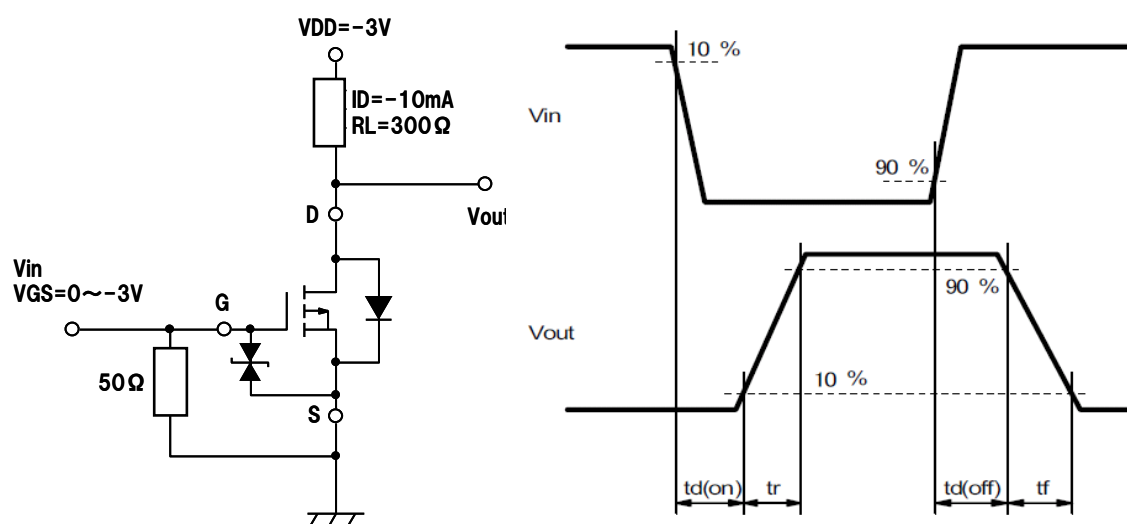 VDD=-3V
ID=-10mA
RL=300Ω
D
Vout
Vin
VGS=0～-3V
G
50Ω
S
10 %
Vin
90 %
90 %
Vout
10 %
td(on)
tr
td(off)
tf